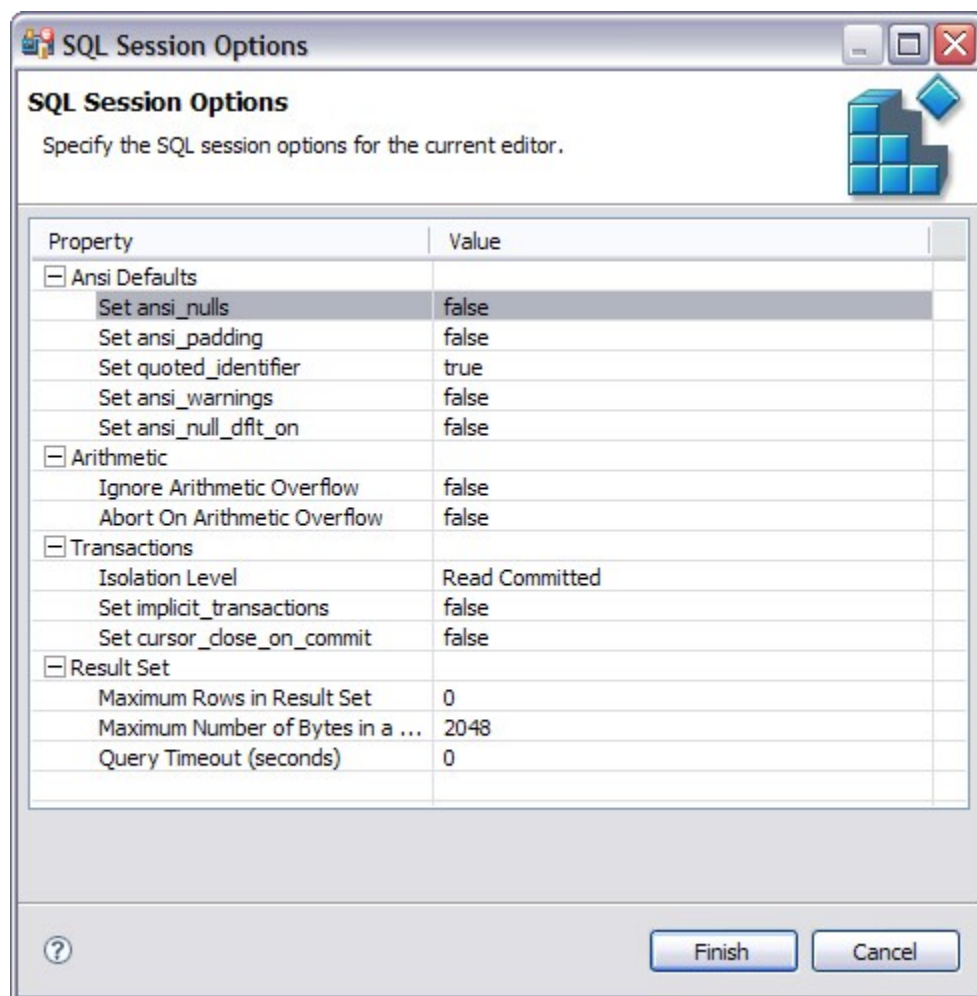 SQL Session Options
SQL Session Options
Specify the SQL session options for the current editor.
Property Value
Ansi Defaults
Set ansi_nulls false
Set ansi_padding false
Set quoted_identifier true
Set ansi_warnings false
Set ansi_null_dflt_on false
Arithmetic
Ignore Arithmetic Overflow false
Abort On Arithmetic Overflow false
Transactions
Isolation Level Read Committed
Set implicit_transactions false
Set cursor_close_on_commit false
Result Set
Maximum Rows in Result Set 0
Maximum Number of Bytes in a ... 2048
Query Timeout (seconds) 0
? Finish Cancel